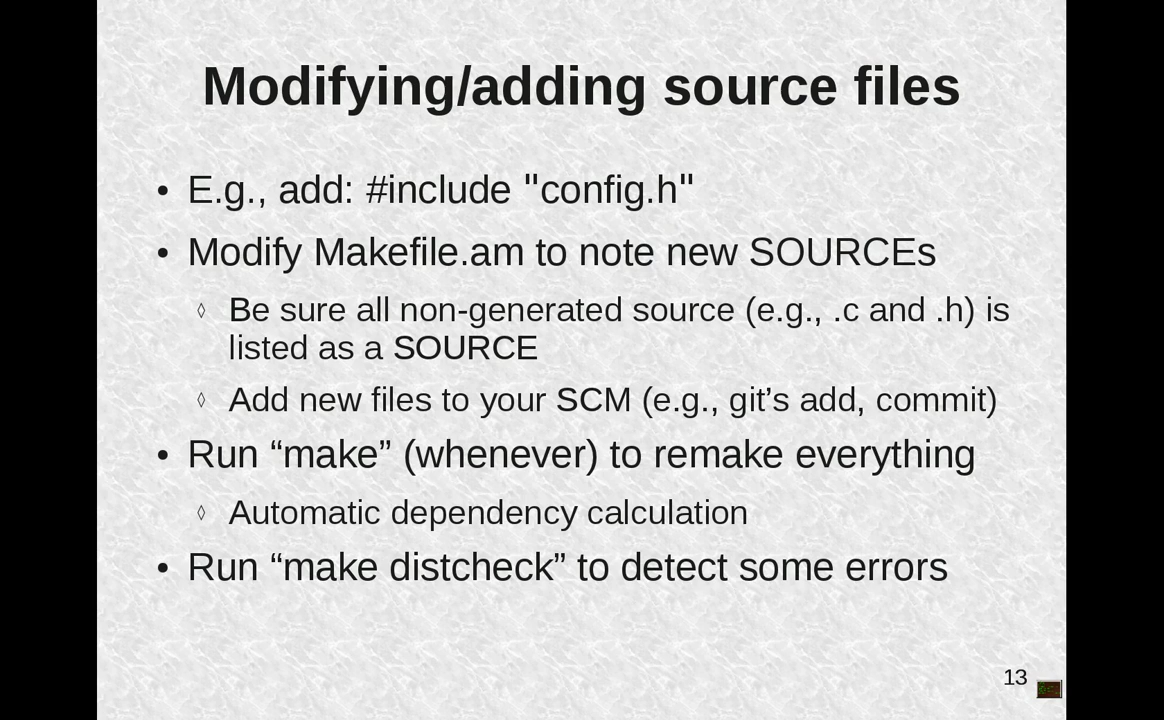 Modifying/adding source files
• E.g., add: #include "config.h"
• Modify Makefile.am to note new SOURCEs
◊ Be sure all non-generated source (e.g., .c and .h) is
listed as a SOURCE
◊ Add new files to your SCM (e.g., git’s add, commit)
• Run “make” (whenever) to remake everything
◊ Automatic dependency calculation
• Run “make distcheck” to detect some errors
13